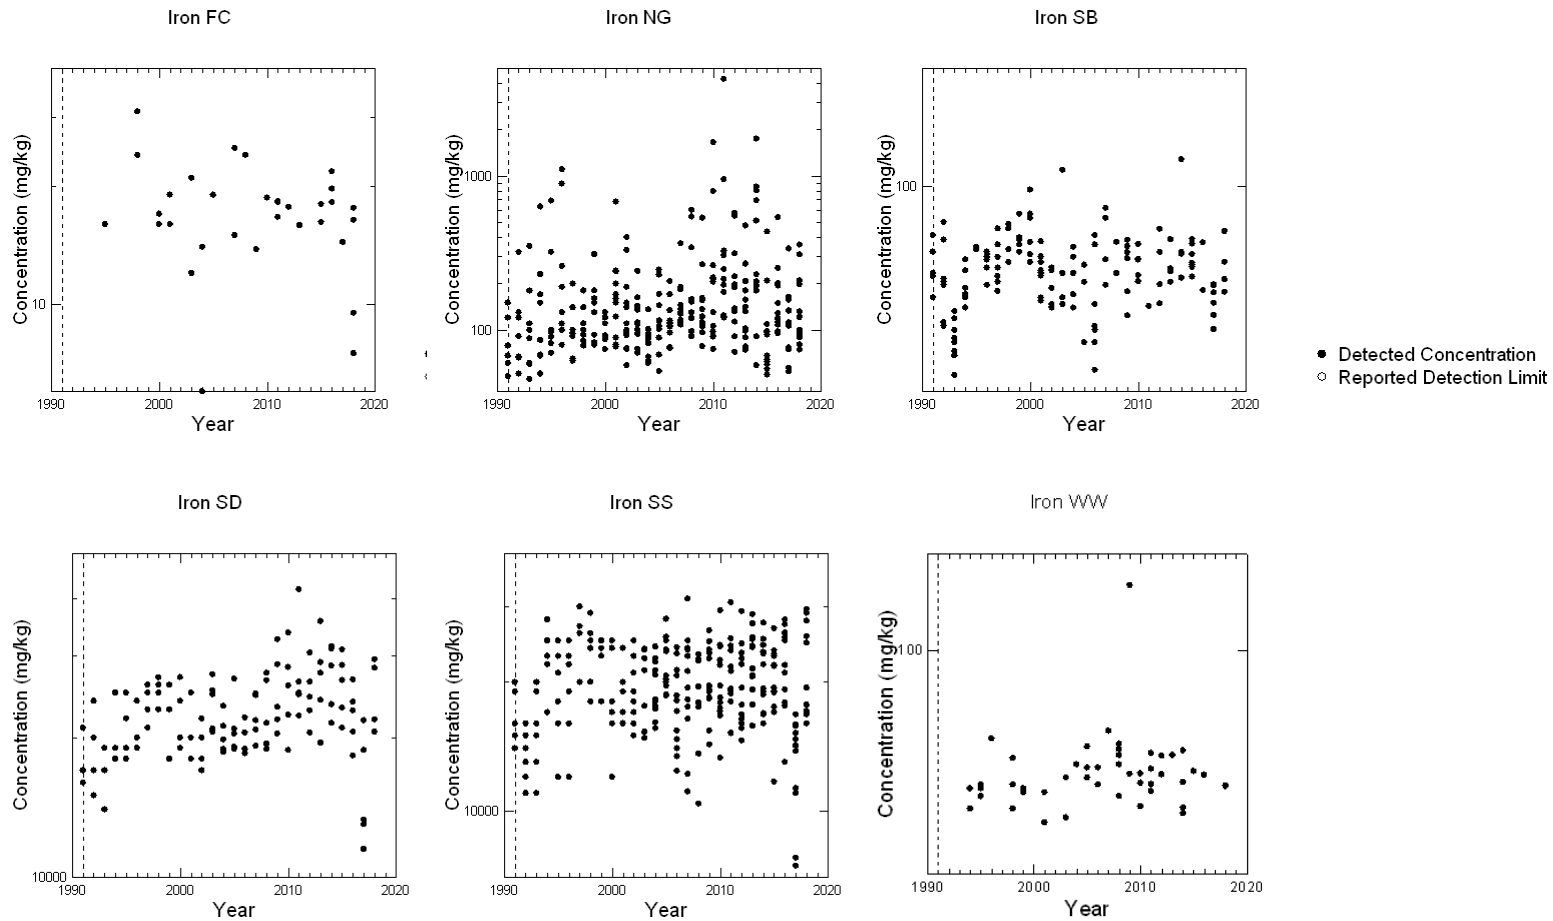 Iron FC
Iron NG
Iron SB
Concentration (mg/kg)
10
1990 2000 2010 2020
Year
Concentration (mg/kg)
1000
100
1990 2000 2010 2020
Year
Concentration (mg/kg)
100
1990 2000 2010 2020
Year
Detected Concentration
Reported Detection Limit
Iron SD
Iron SS
Iron WW
Concentration (mg/kg)
10000
1990 2000 2010 2020
Year
Concentration (mg/kg)
10000
1990 2000 2010 2020
Year
Concentration (mg/kg)
100
1990 2000 2010 2020
Year